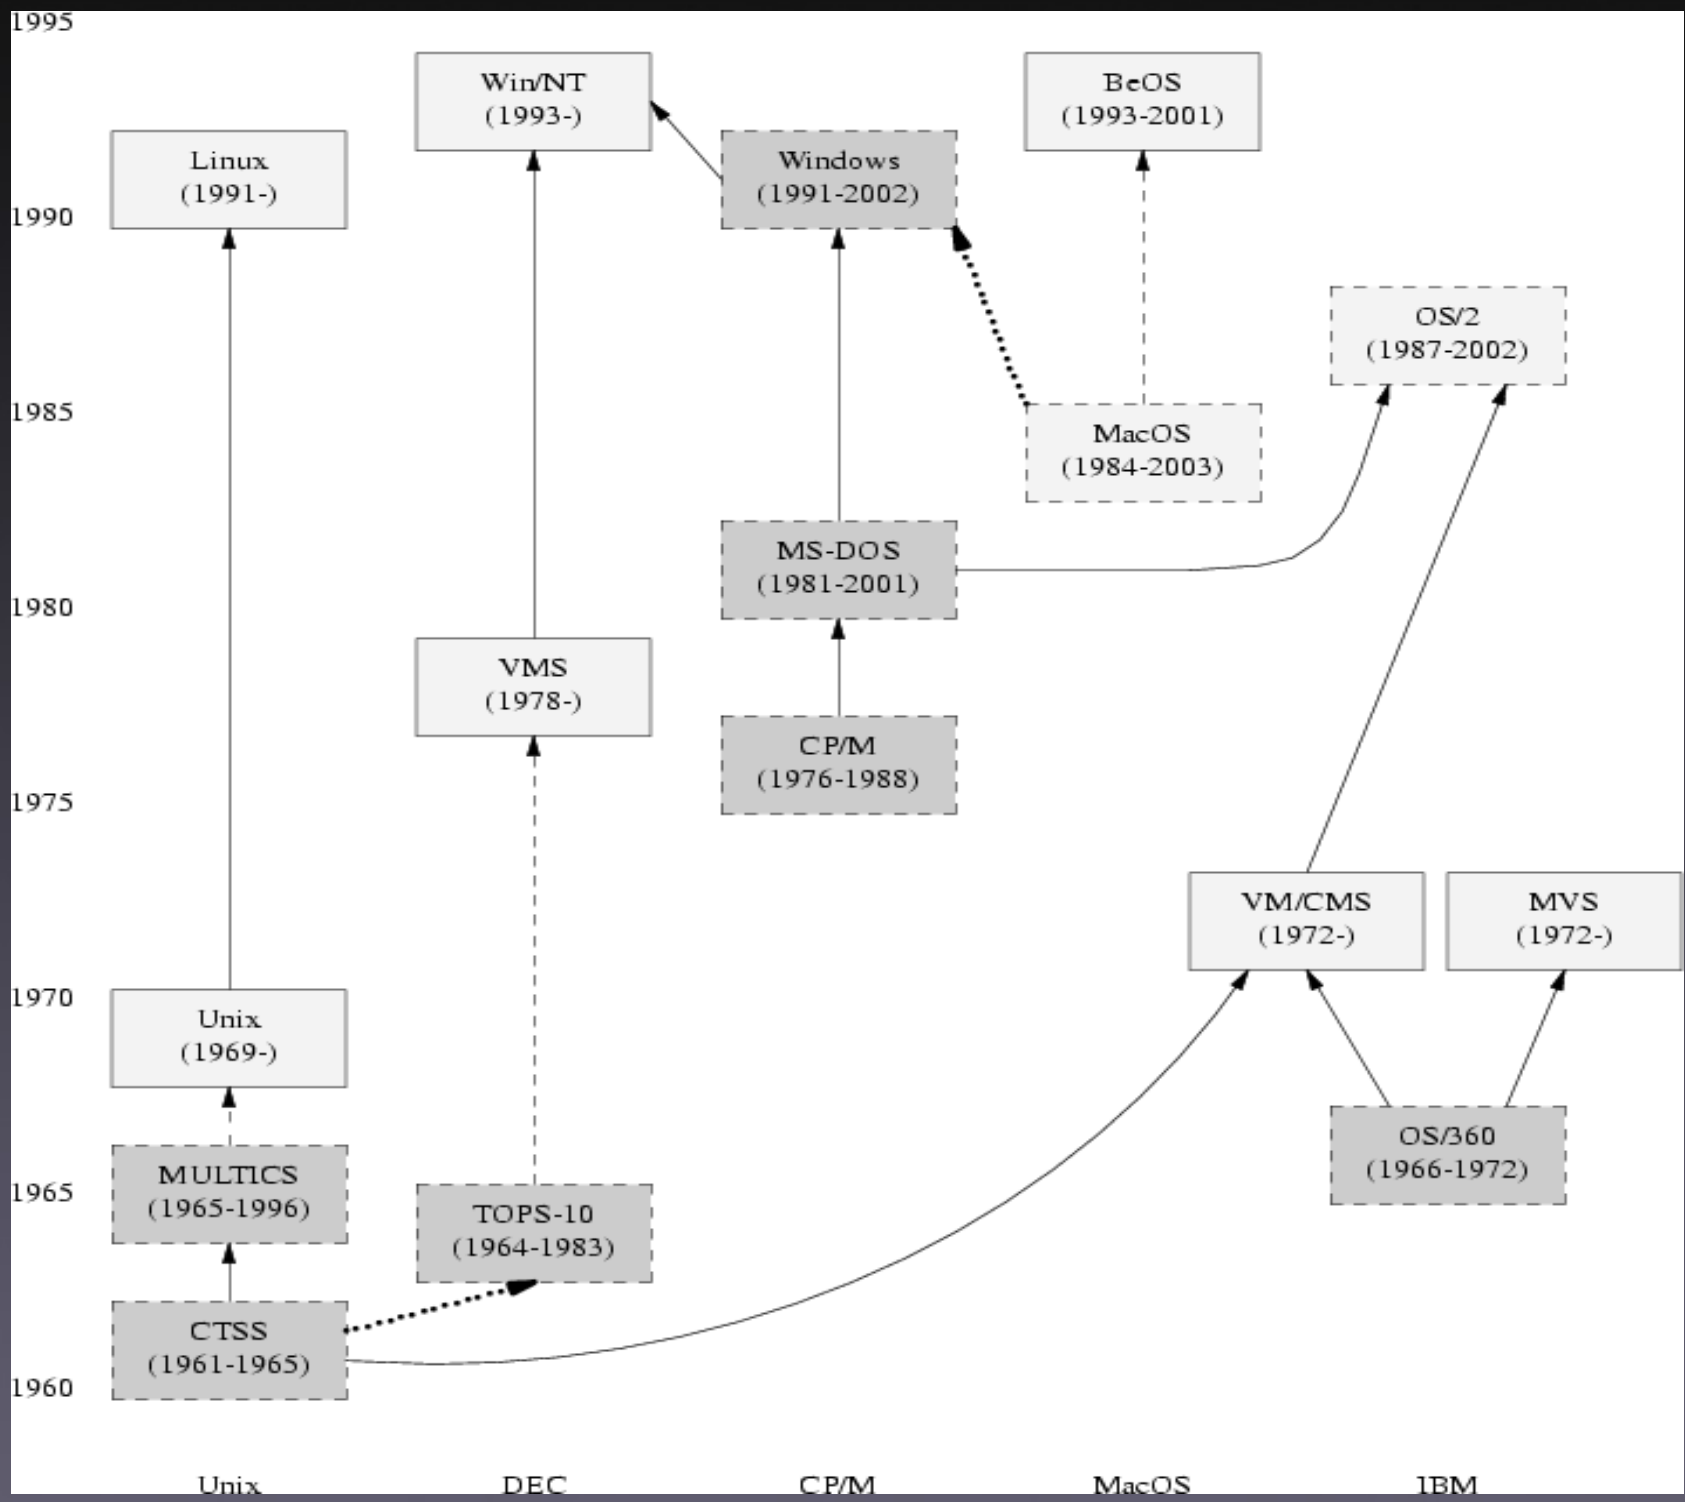 1995
Win/NT
(1993-)
BeOS
(1993-2001)
Linux
(1991-)
Windows
(1991-2002)
1990
OS/2
(1987-2002)
1985
MacOS
(1984-2003)
MS-DOS
(1981-2001)
1980
VMS
(1978-)
CP/M
(1976-1988)
1975
VM/CMS
(1972-)
MVS
(1972-)
1970
Unix
(1969-)
OS/360
(1966-1972)
MULTICS
(1965-1996)
1965
TOPS-10
(1964-1983)
CTSS
(1961-1965)
1960
Unix
DEC
CP/M
MacOS
IBM